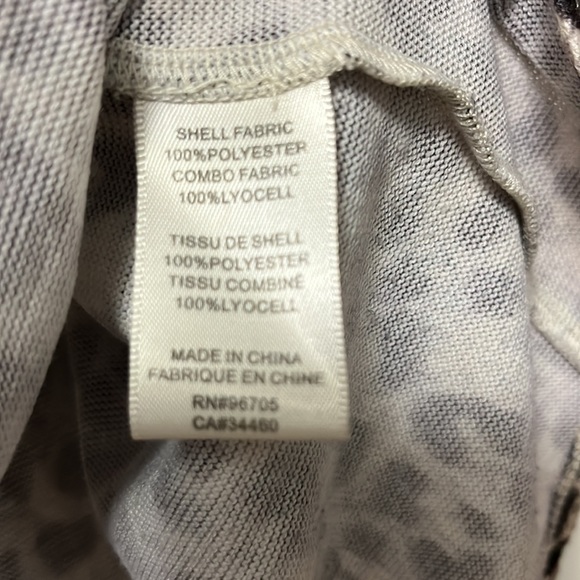 SHELL FABRIC
100%POLYESTER
COMBO FABRIC
100%LYOCELL
TISSU DE SHELL
100%POLYESTER
TISSU COMBINÉ
100%LYOCELL
MADE IN CHINA
FABRIQUE EN CHINE
RN#96705
CA#34460